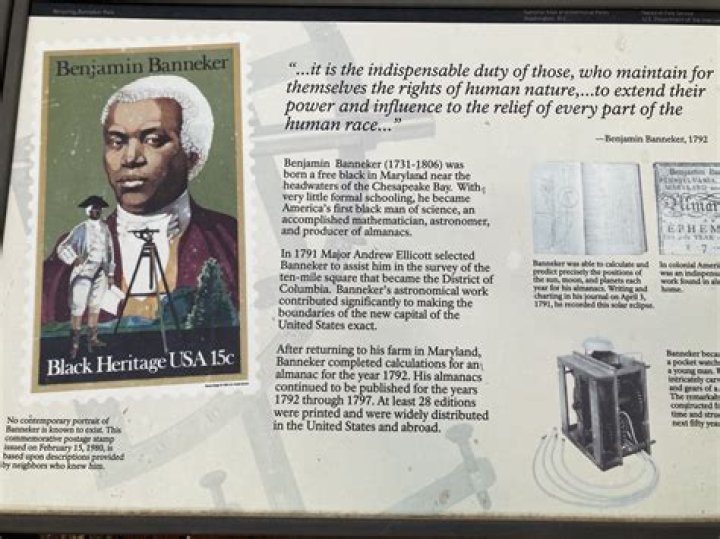 Benjamin Banneker
Black Heritage USA 15c
No contemporary portrait of
Banneker is known to exist. This
commemorative postage stamp
issued on February 15, 1980, is
based upon descriptions provided
by neighbors who knew him.
“...it is the indispensable duty of those, who maintain for
themselves the rights of human nature,...to extend their
power and influence to the relief of every part of the
human race...”
—Benjamin Banneker, 1792
Benjamin Banneker (1731-1806) was
born a free black in Maryland near the
headwaters of the Chesapeake Bay. With
very little formal schooling, he became
America's first black man of science, an
accomplished mathematician, astronomer,
and producer of almanacs.
In 1791 Major Andrew Ellicott selected
Banneker to assist him in the survey of the
ten-mile square that became the District of
Columbia. Banneker's astronomical work
contributed significantly to making the
boundaries of the new capital of the
United States exact.
After returning to his farm in Maryland,
Banneker completed calculations for an
almanac for the year 1792. His almanacs
continued to be published for the years
1792 through 1797. At least 28 editions
were printed and were widely distributed
in the United States and abroad.
Banneker was able to calculate and
predict precisely the positions of
the sun, moon, and planets each
year for his almanacs. Writing and
charting in his journal on April 3,
1791, he recorded this solar eclipse.
In colonial Ameri
was an indispens
work found in al
home.
Banneker beca
a pocket watch
a young man.
intricately carv
and gears of a
The remarkab
constructed
time and struc
next fifty yea